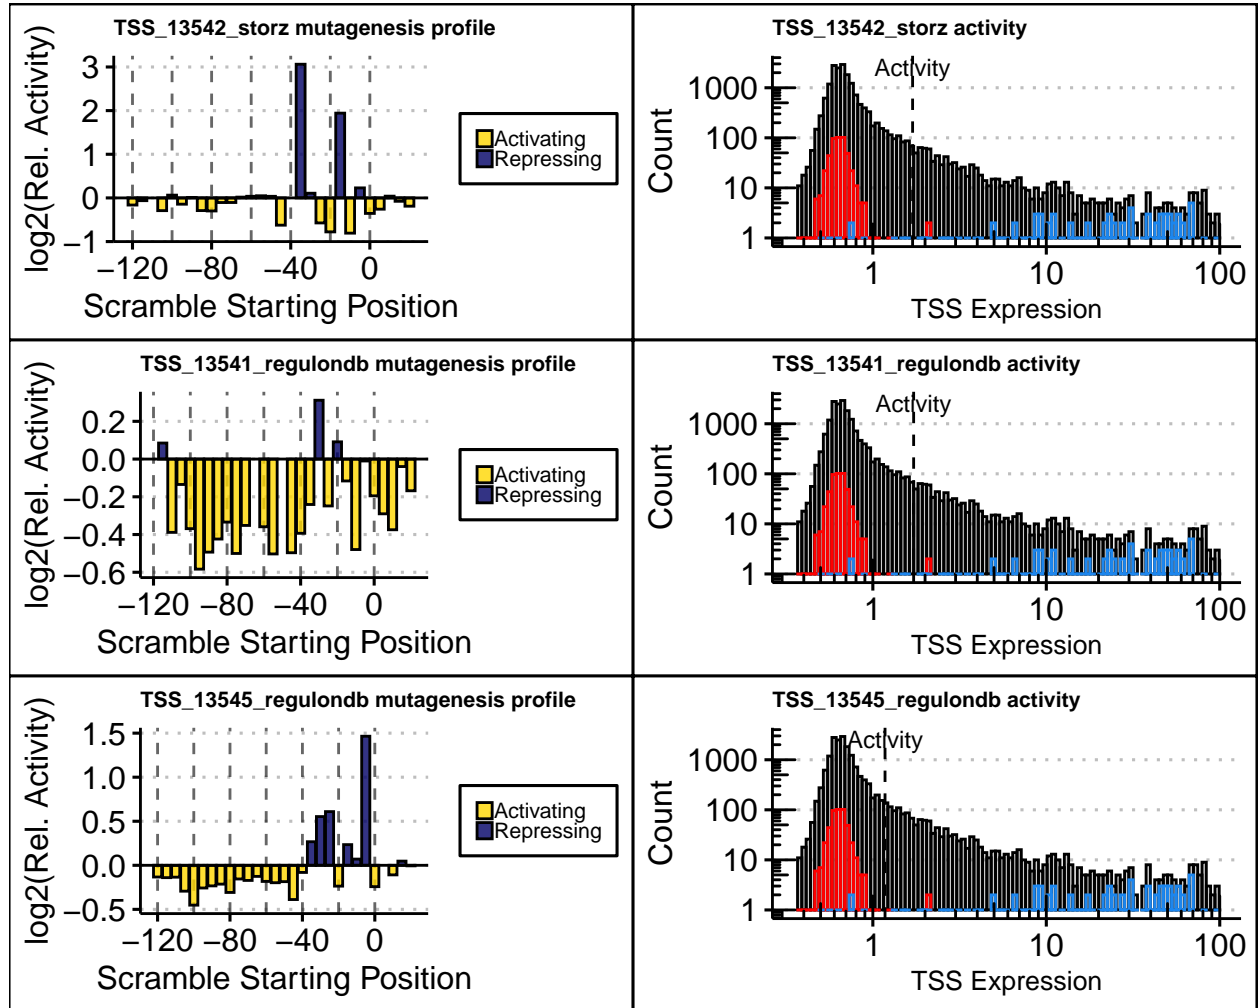 TSS_13542_storz mutagenesis profile
log2(Rel. Activity)
3
2
1
0
−1
−120 −80 −40 0
Scramble Starting Position
Activating
Repressing
TSS_13542_storz activity
Activity
Count
1000
100
10
1
1 10 100
TSS Expression
TSS_13541_regulondb mutagenesis profile
log2(Rel. Activity)
0.2
0.0
−0.2
−0.4
−0.6
−120 −80 −40 0
Scramble Starting Position
Activating
Repressing
TSS_13541_regulondb activity
Activity
Count
1000
100
10
1
1 10 100
TSS Expression
TSS_13545_regulondb mutagenesis profile
log2(Rel. Activity)
1.5
1.0
0.5
0.0
−0.5
−120 −80 −40 0
Scramble Starting Position
Activating
Repressing
TSS_13545_regulondb activity
Activity
Count
1000
100
10
1
1 10 100
TSS Expression